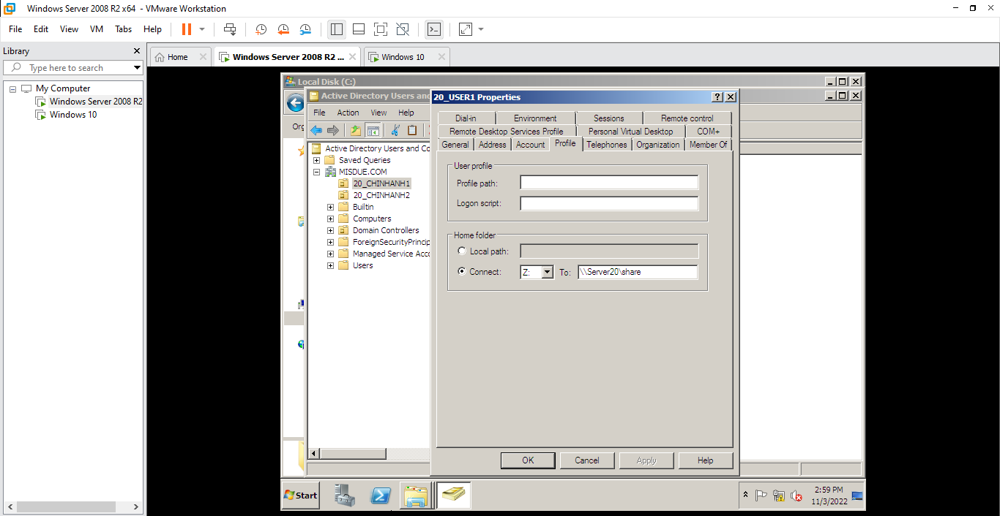 Windows Server 2008 R2 x64 - VMware Workstation
File Edit View VM Tabs Help
Library
Type here to search
My Computer
Windows Server 2008 R2
Windows 10
Home
Windows Server 2008 R2 ...
Windows 10
Local Disk (C:)
Active Directory Users and
File Action View Help
Org
Active Directory Users and Co
Saved Queries
MISDUE.COM
20_CHINHANH1
20_CHINHANH2
Builtin
Computers
Domain Controllers
ForeignSecurityPrincip
Managed Service Acco
Users
20_USER1 Properties
Dial-in Environment Sessions Remote control
Remote Desktop Services Profile Personal Virtual Desktop COM+
General Address Account Profile Telephones Organization Member Of
User profile
Profile path:
Logon script:
Home folder
Local path:
Connect: Z: To: \\Server20\share
OK Cancel Apply Help
Start
2:59 PM
11/3/2022